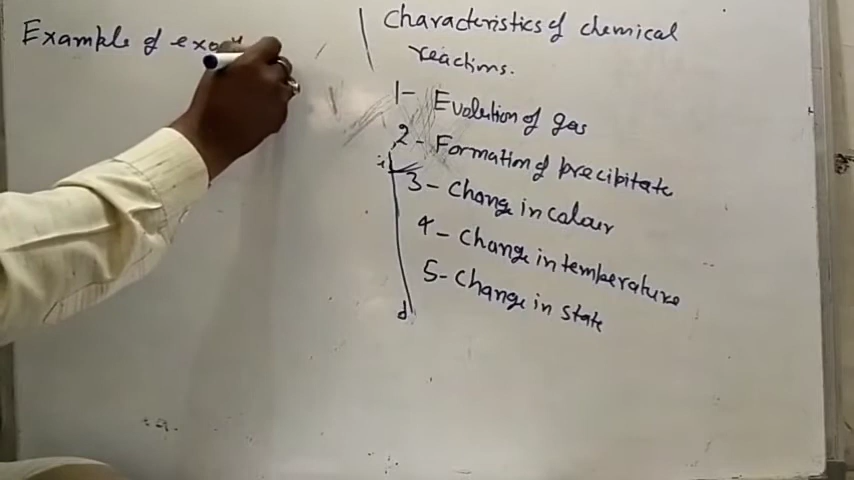 Example of exo
Characteristics of chemical
reactions.
1- Evolution of gas
2- Formation of precipitate
3- Change in colour
4- Change in temperature
5- Change in state
d